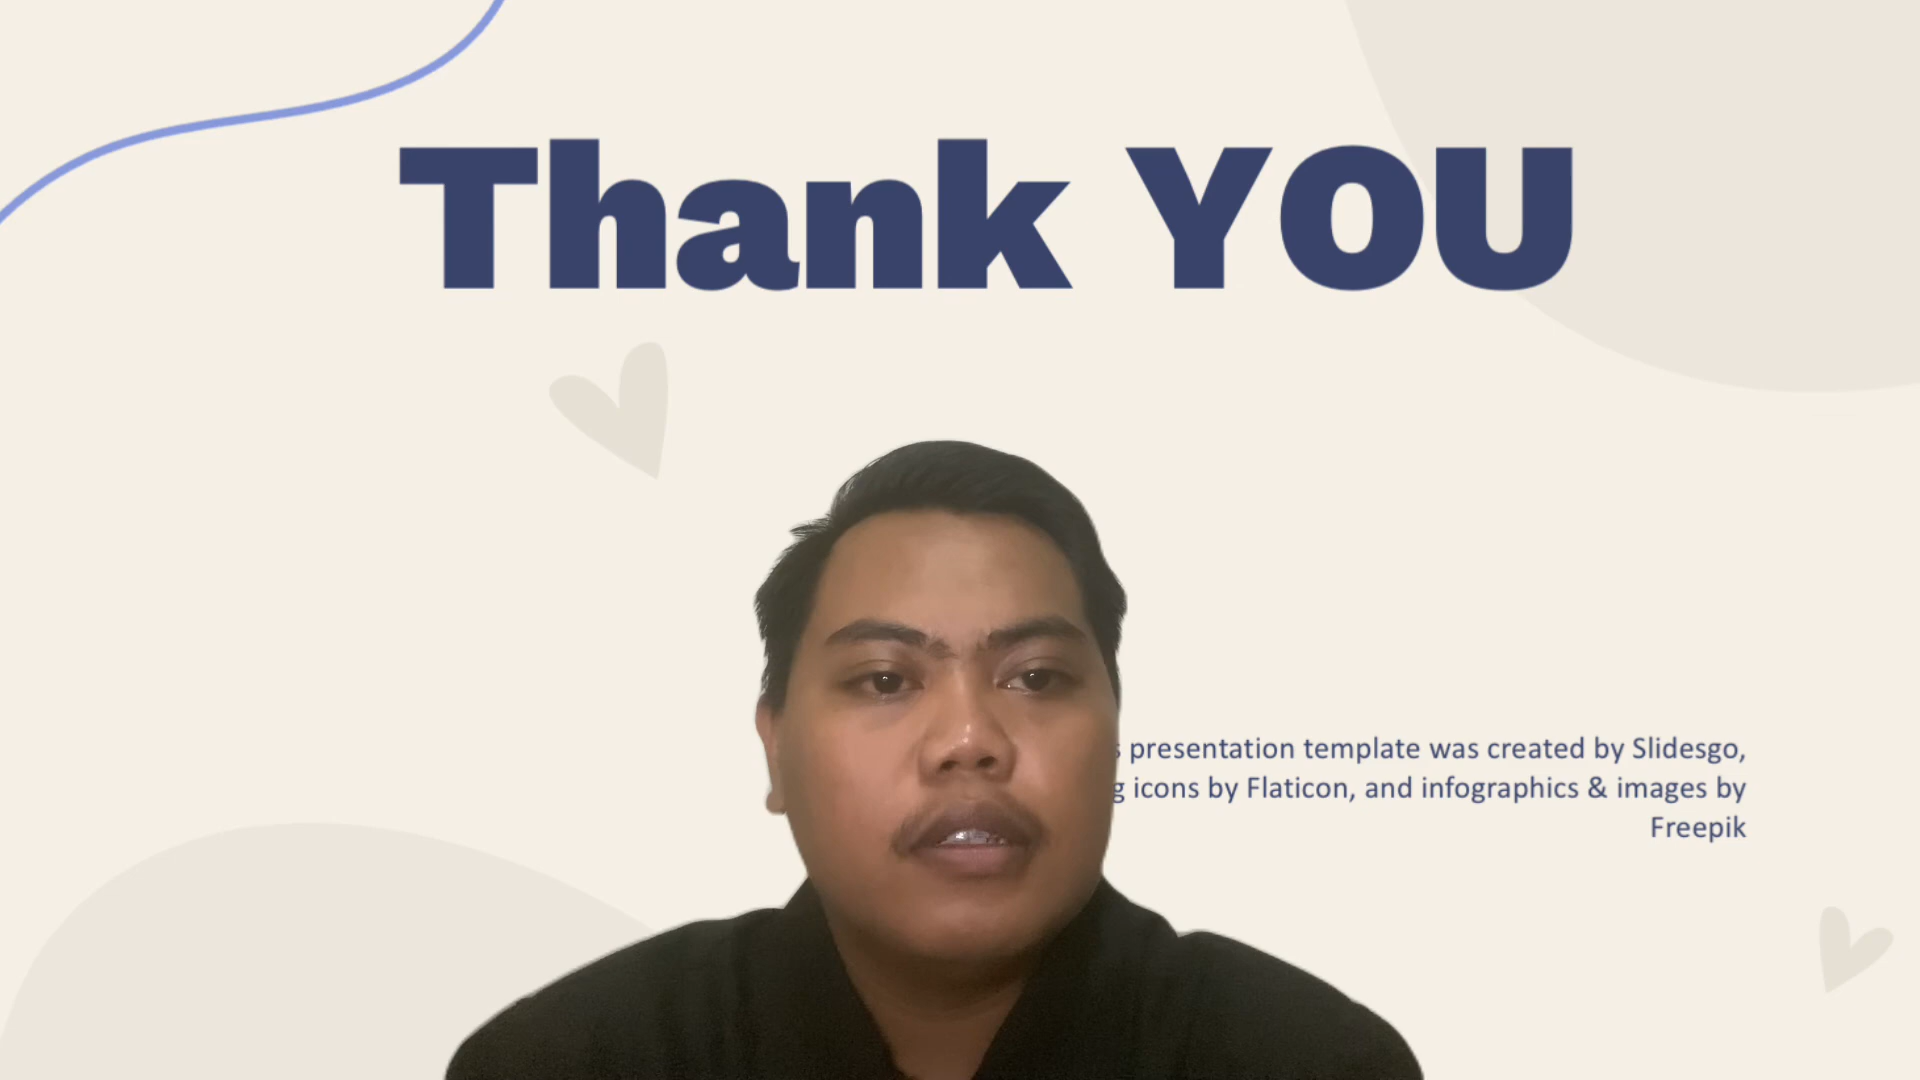 Thank YOU
presentation template was created by Slidesgo,
icons by Flaticon, and infographics & images by
Freepik